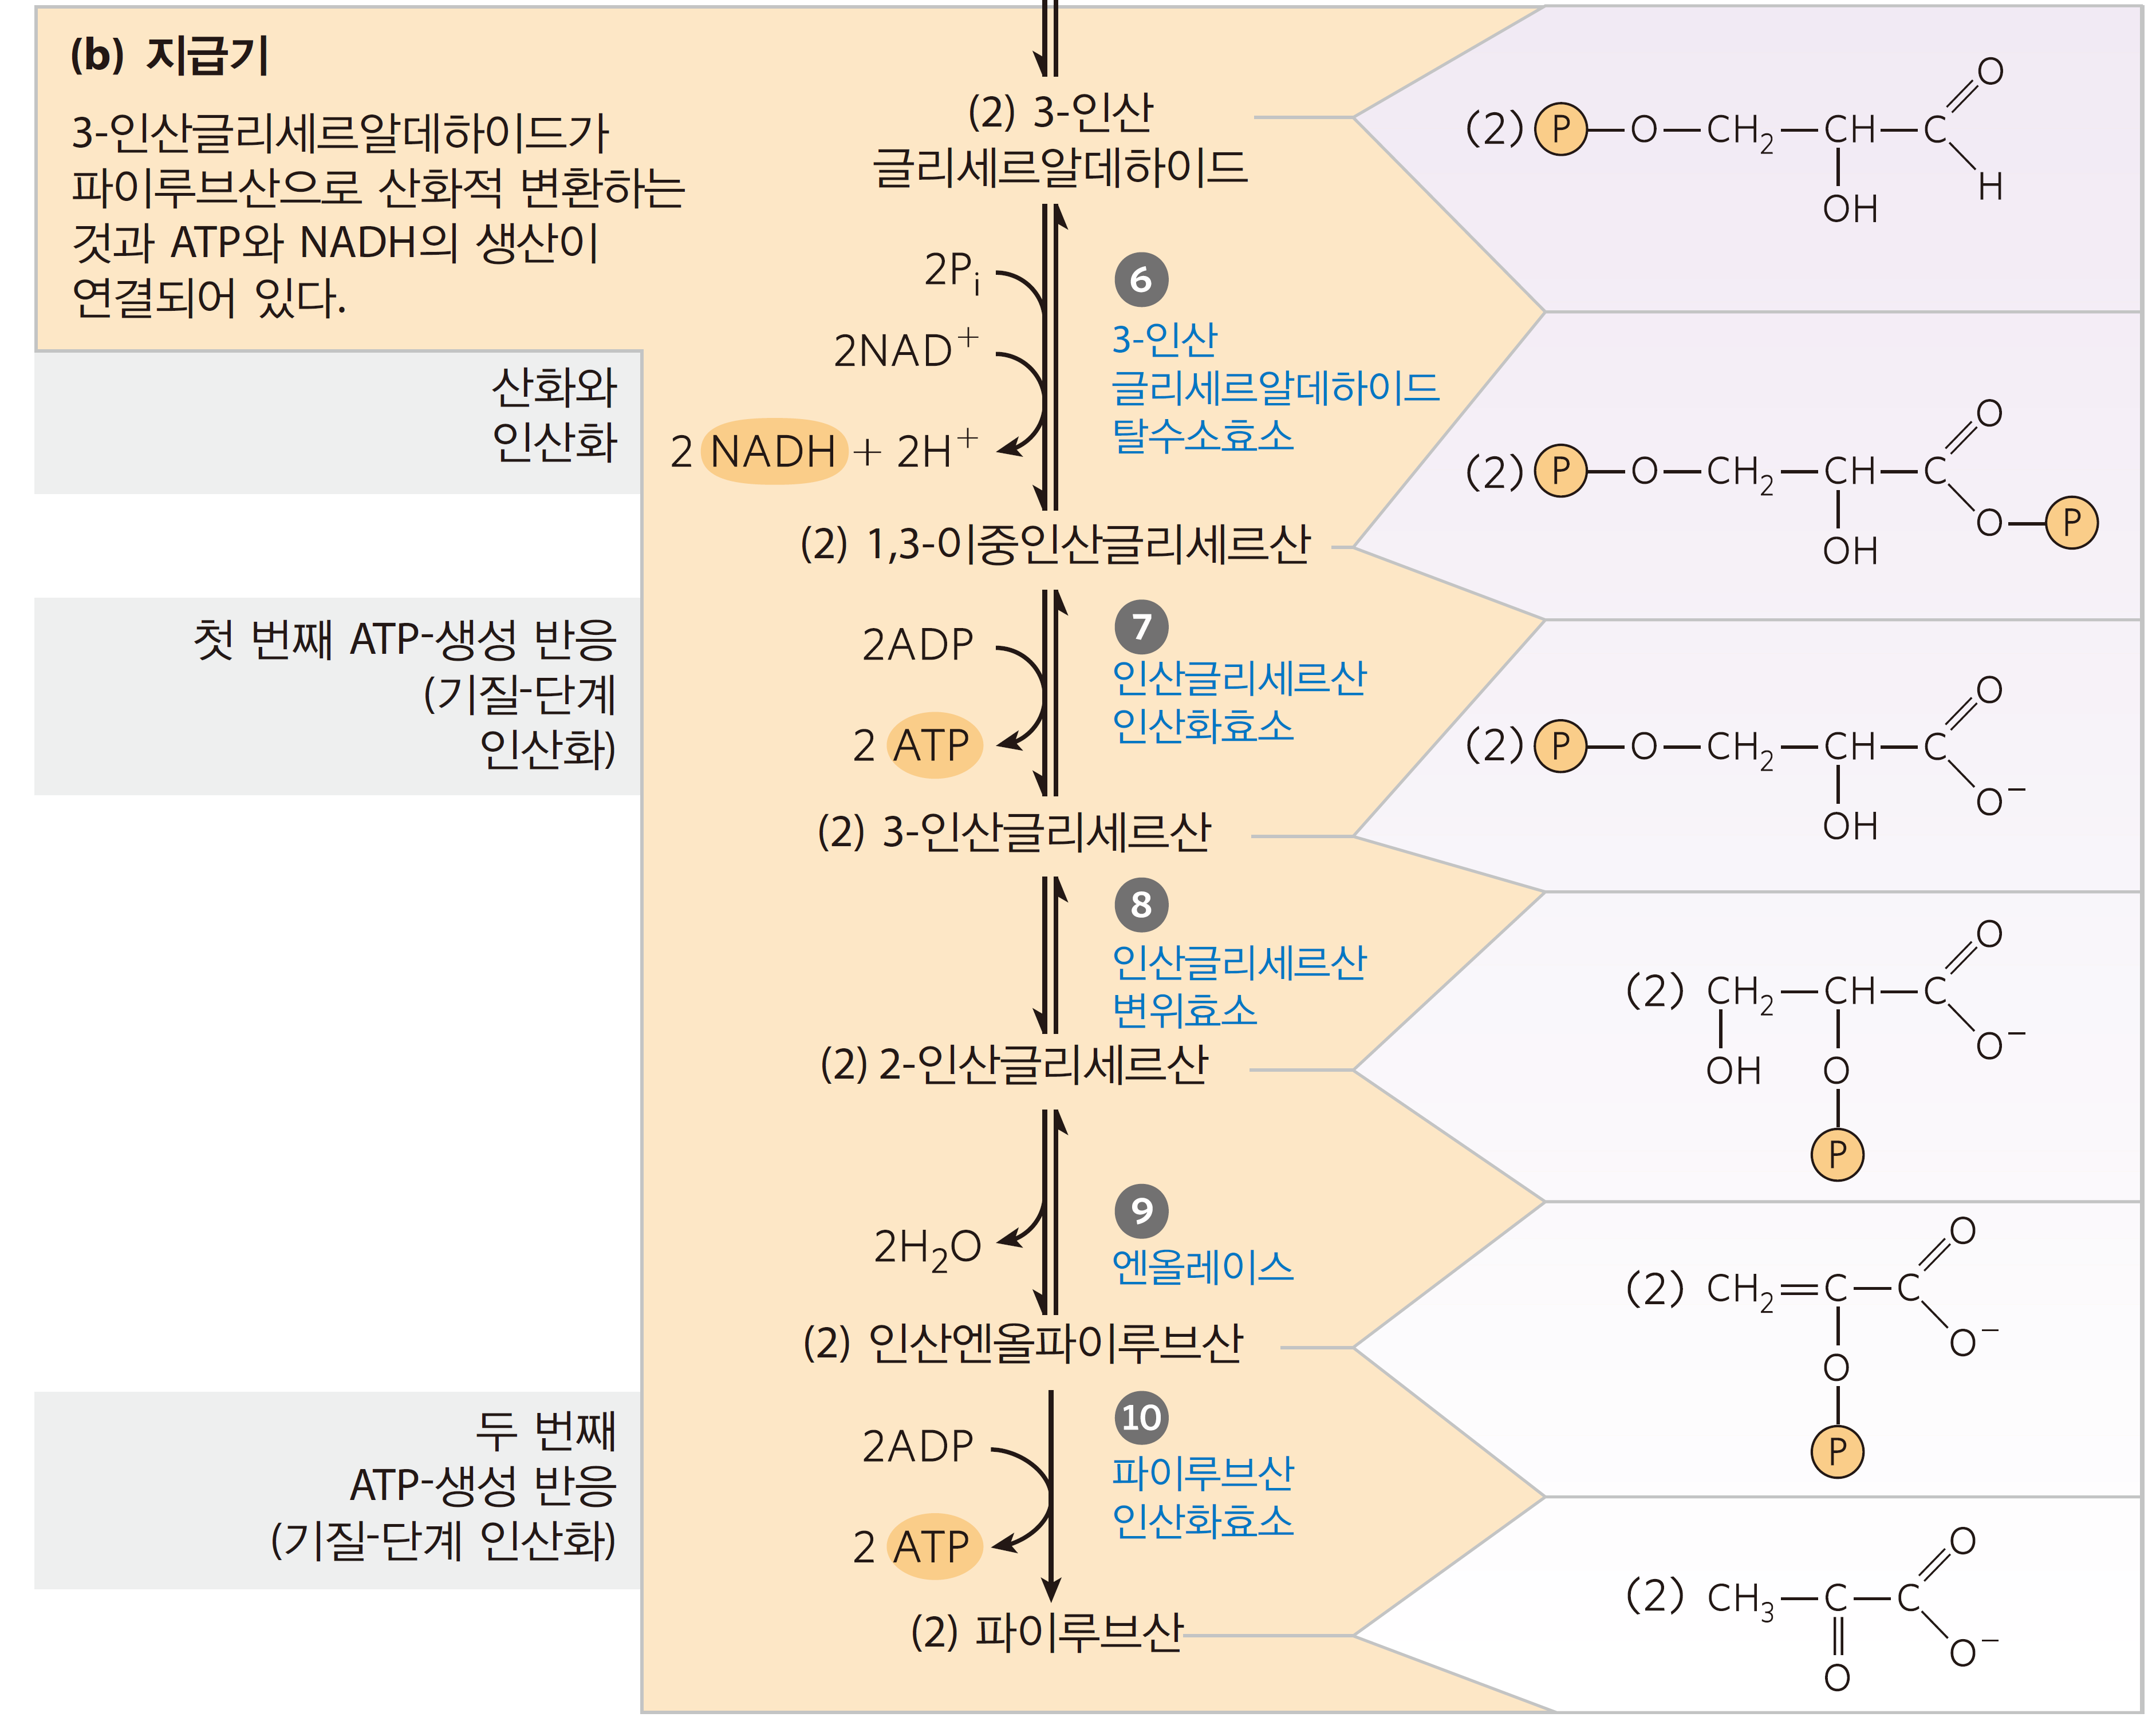 (b) 지급기
3-인산글리세르알데하이드가
파이루브산으로 산화적 변환하는
것과 ATP와 NADH의 생산이
연결되어 있다.
(2) 3-인산
글리세르알데하이드
(2) P O CH2 CH C O
H
OH
2Pi
2NAD+
2 NADH + 2H+
6
3-인산
글리세르알데하이드
탈수소효소
산화와
인산화
(2) 1,3-이중인산글리세르산
(2) P O CH2 CH C O
O P
OH
2ADP
2 ATP
7
인산글리세르산
인산화효소
첫 번째 ATP-생성 반응
(기질-단계
인산화)
(2) 3-인산글리세르산
(2) P O CH2 CH C O
O−
OH
8
인산글리세르산
변위효소
(2) 2-인산글리세르산
(2) CH2 CH C O
O−
OH O
P
2H2O
9
엔올레이스
(2) 인산엔올파이루브산
(2) CH2 C C O
O−
O
P
2ADP
2 ATP
10
파이루브산
인산화효소
두 번째
ATP-생성 반응
(기질-단계 인산화)
(2) 파이루브산
(2) CH3 C C O
O−
O